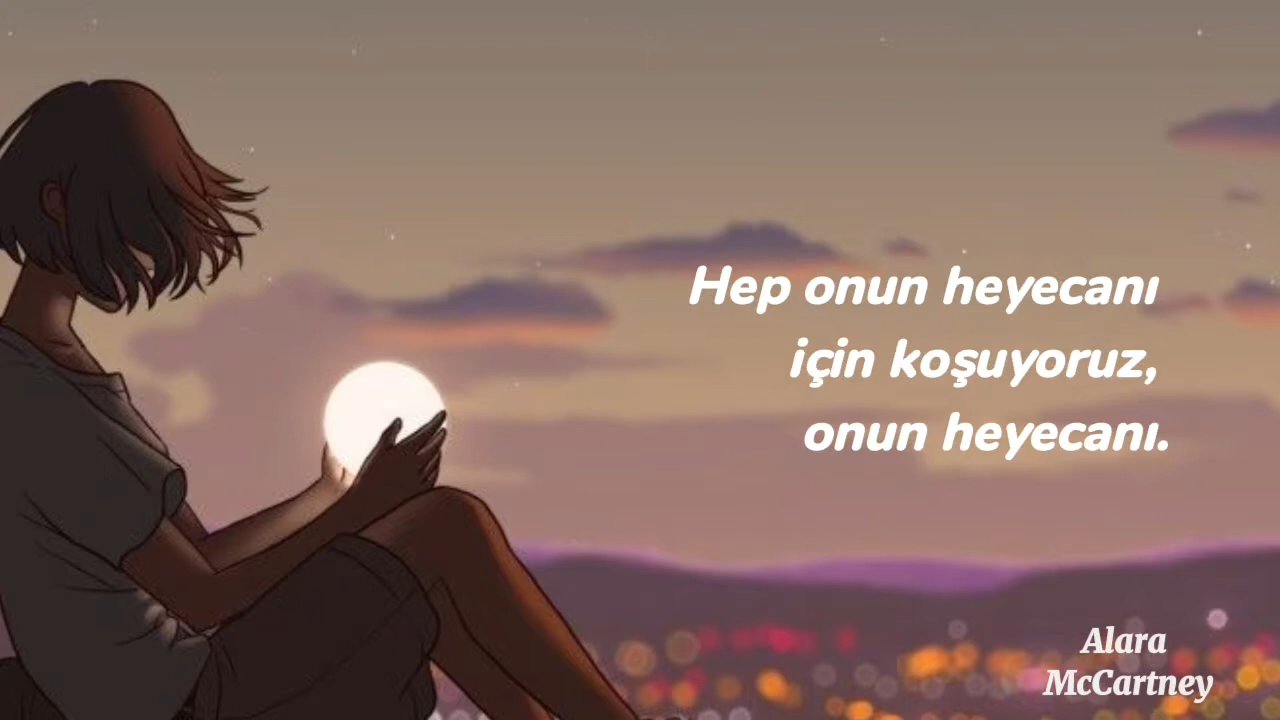 Hep onun heyecanı
için koşuyoruz,
onun heyecanı.
Alara
McCartney